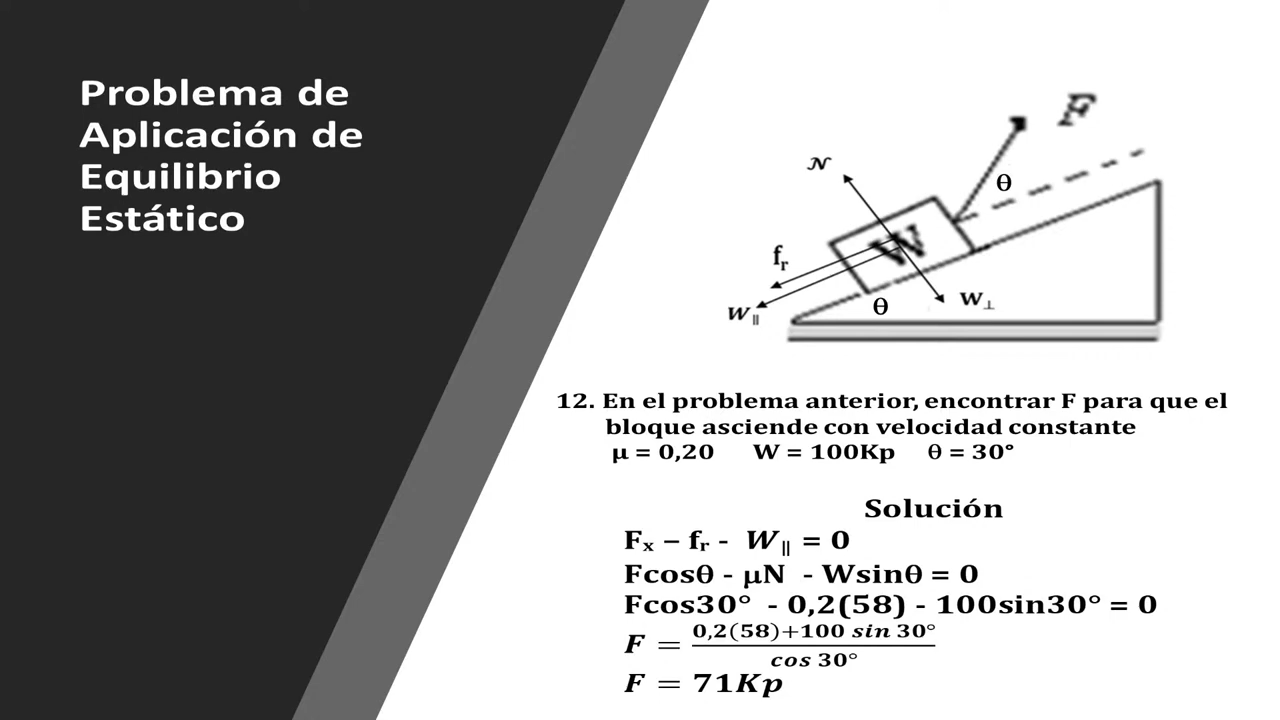 Problema de
Aplicación de
Equilibrio
Estático
F
𝒩
θ
W
fᵣ
W∥
θ
W⊥
12. En el problema anterior, encontrar F para que el
bloque asciende con velocidad constante
μ = 0,20 W = 100Kp θ = 30°
Solución
Fₓ – fᵣ - W∥ = 0
Fcosθ - μN - Wsinθ = 0
Fcos30° - 0,2(58) - 100sin30° = 0
F = 0,2(58)+100 sin 30° / cos 30°
F = 71Kp